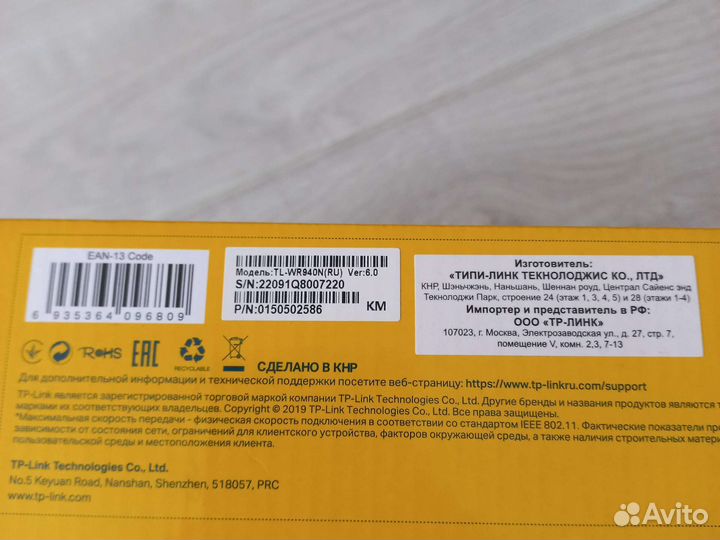 EAN-13 Code
6 935364 096809
Модель:TL-WR940N(RU) Ver:6.0
S/N:22091Q8007220
P/N:0150502586
KM
Изготовитель:
«ТИПИ-ЛИНК ТЕКНОЛОДЖИС КО., ЛТД»
КНР, Шэньчжэнь, Наньшань, Шеннан роуд, Централ Сайенс энд
Текнолоджи Парк, строение 24 (этаж 1, 3, 4, 5) и 28 (этажи 1-4)
Импортер и представитель в РФ:
ООО «ТР-ЛИНК»
107023, г. Москва, Электрозаводская ул., д. 27, стр. 7,
помещение V, комн. 2,3, 7-13
RoHS
EAC
RECYCLABLE
СДЕЛАНО В КНР
Для дополнительной информации и технической поддержки посетите веб-страницу: https://www.tp-linkru.com/support
TP-Link является зарегистрированной торговой маркой компании TP-Link Technologies Co., Ltd. Другие бренды и названия продуктов являются т
марками их соответствующих владельцев. Copyright © 2019 TP-Link Technologies Co., Ltd. Все права защищены.
*Максимальная скорость передачи - физическая скорость подключения в соответствии со стандартом IEEE 802.11. Фактические показатели про
зависимости от состояния сети, ограничений для клиентского устройства, факторов окружающей среды, а также наличия строительных матери
пользовательской среды и местоположения клиента.
TP-Link Technologies Co., Ltd.
No.5 Keyuan Road, Nanshan, Shenzhen, 518057, PRC
www.tp-link.com
Avito